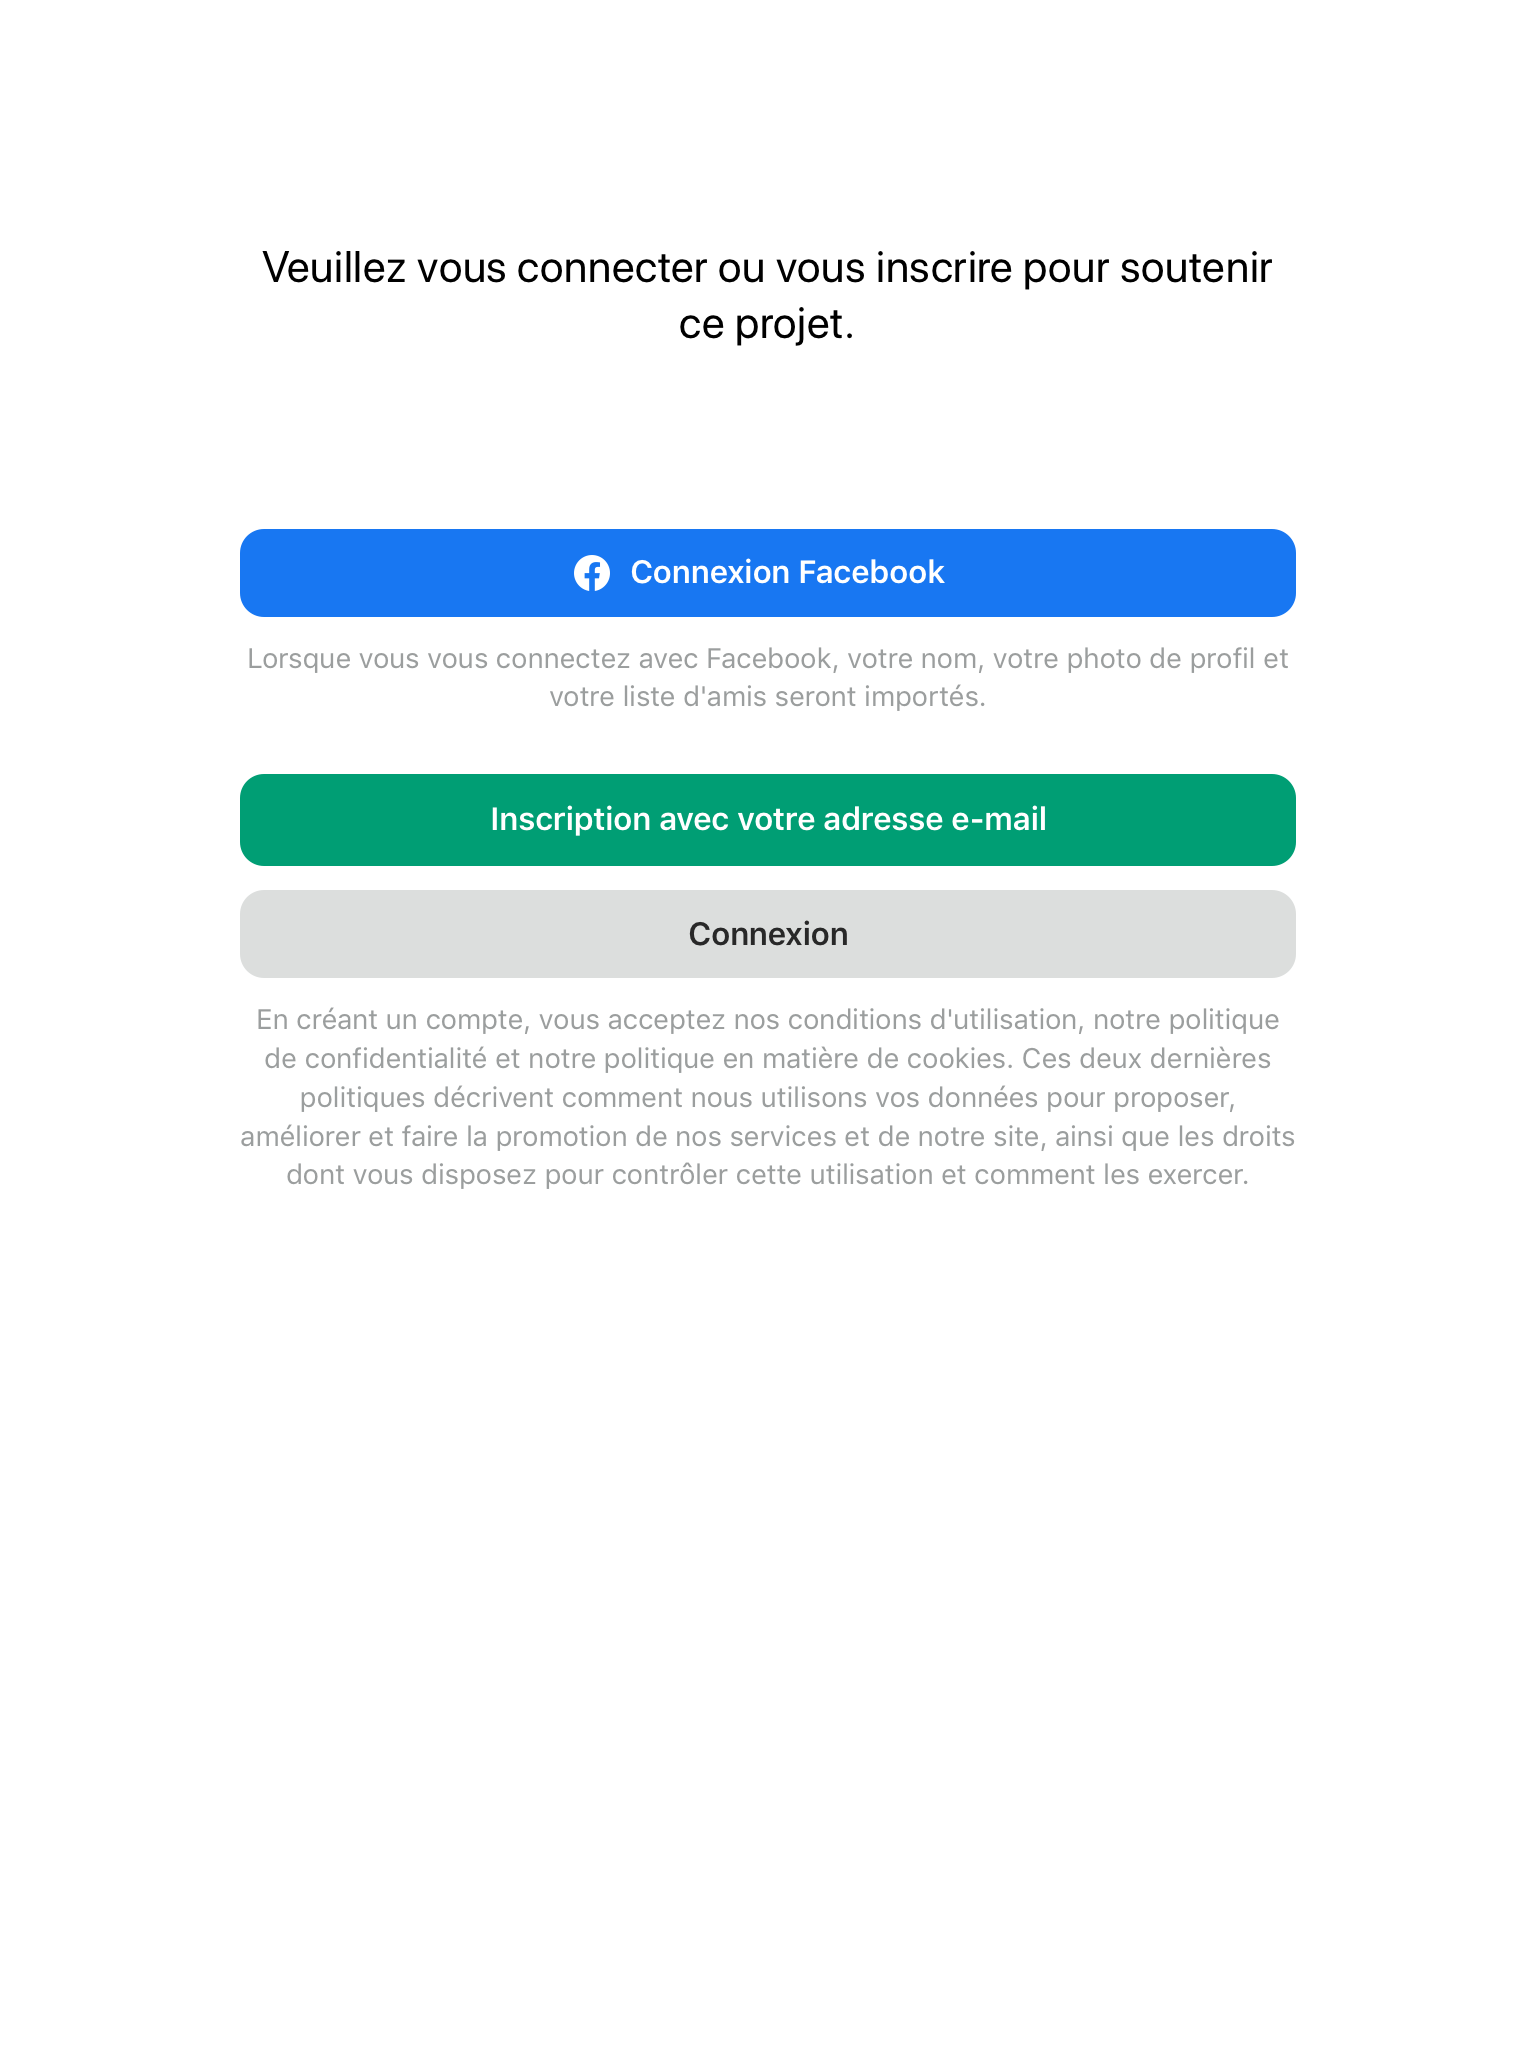 Veuillez vous connecter ou vous inscrire pour soutenir
ce projet.
Connexion Facebook
Lorsque vous vous connectez avec Facebook, votre nom, votre photo de profil et
votre liste d'amis seront importés.
Inscription avec votre adresse e-mail
Connexion
En créant un compte, vous acceptez nos conditions d'utilisation, notre politique
de confidentialité et notre politique en matière de cookies. Ces deux dernières
politiques décrivent comment nous utilisons vos données pour proposer,
améliorer et faire la promotion de nos services et de notre site, ainsi que les droits
dont vous disposez pour contrôler cette utilisation et comment les exercer.